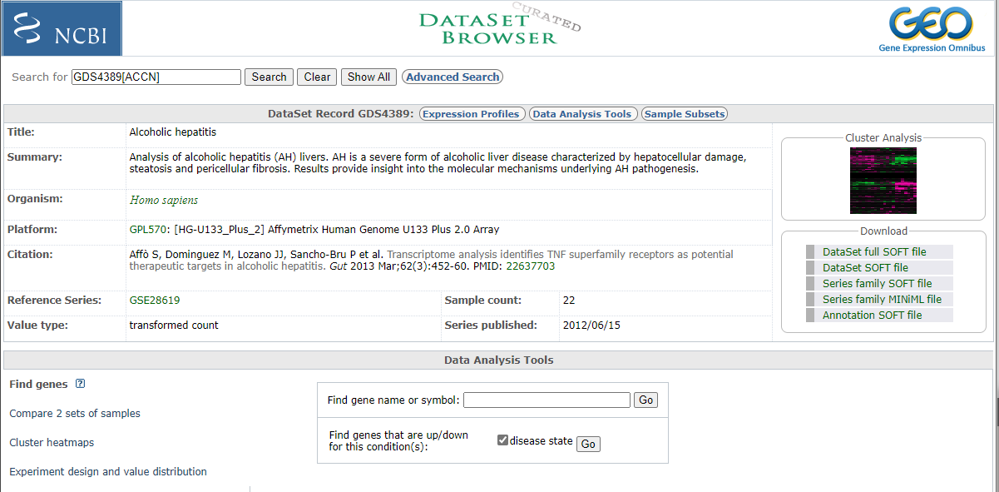 NCBI
DATASET
BROWSER
CURATED
GEO
Gene Expression Omnibus
Search for GDS4389[ACCN] Search Clear Show All Advanced Search
DataSet Record GDS4389: Expression Profiles Data Analysis Tools Sample Subsets
Title: Alcoholic hepatitis
Summary: Analysis of alcoholic hepatitis (AH) livers. AH is a severe form of alcoholic liver disease characterized by hepatocellular damage,
steatosis and pericellular fibrosis. Results provide insight into the molecular mechanisms underlying AH pathogenesis.
Organism: Homo sapiens
Platform: GPL570: [HG-U133_Plus_2] Affymetrix Human Genome U133 Plus 2.0 Array
Citation: Affò S, Dominguez M, Lozano JJ, Sancho-Bru P et al. Transcriptome analysis identifies TNF superfamily receptors as potential
therapeutic targets in alcoholic hepatitis. Gut 2013 Mar;62(3):452-60. PMID: 22637703
Reference Series: GSE28619 Sample count: 22
Value type: transformed count Series published: 2012/06/15
Cluster Analysis
Download
DataSet full SOFT file
DataSet SOFT file
Series family SOFT file
Series family MINiML file
Annotation SOFT file
Data Analysis Tools
Find genes ?
Compare 2 sets of samples
Cluster heatmaps
Experiment design and value distribution
Find gene name or symbol: Go
Find genes that are up/down
for this condition(s): disease state Go